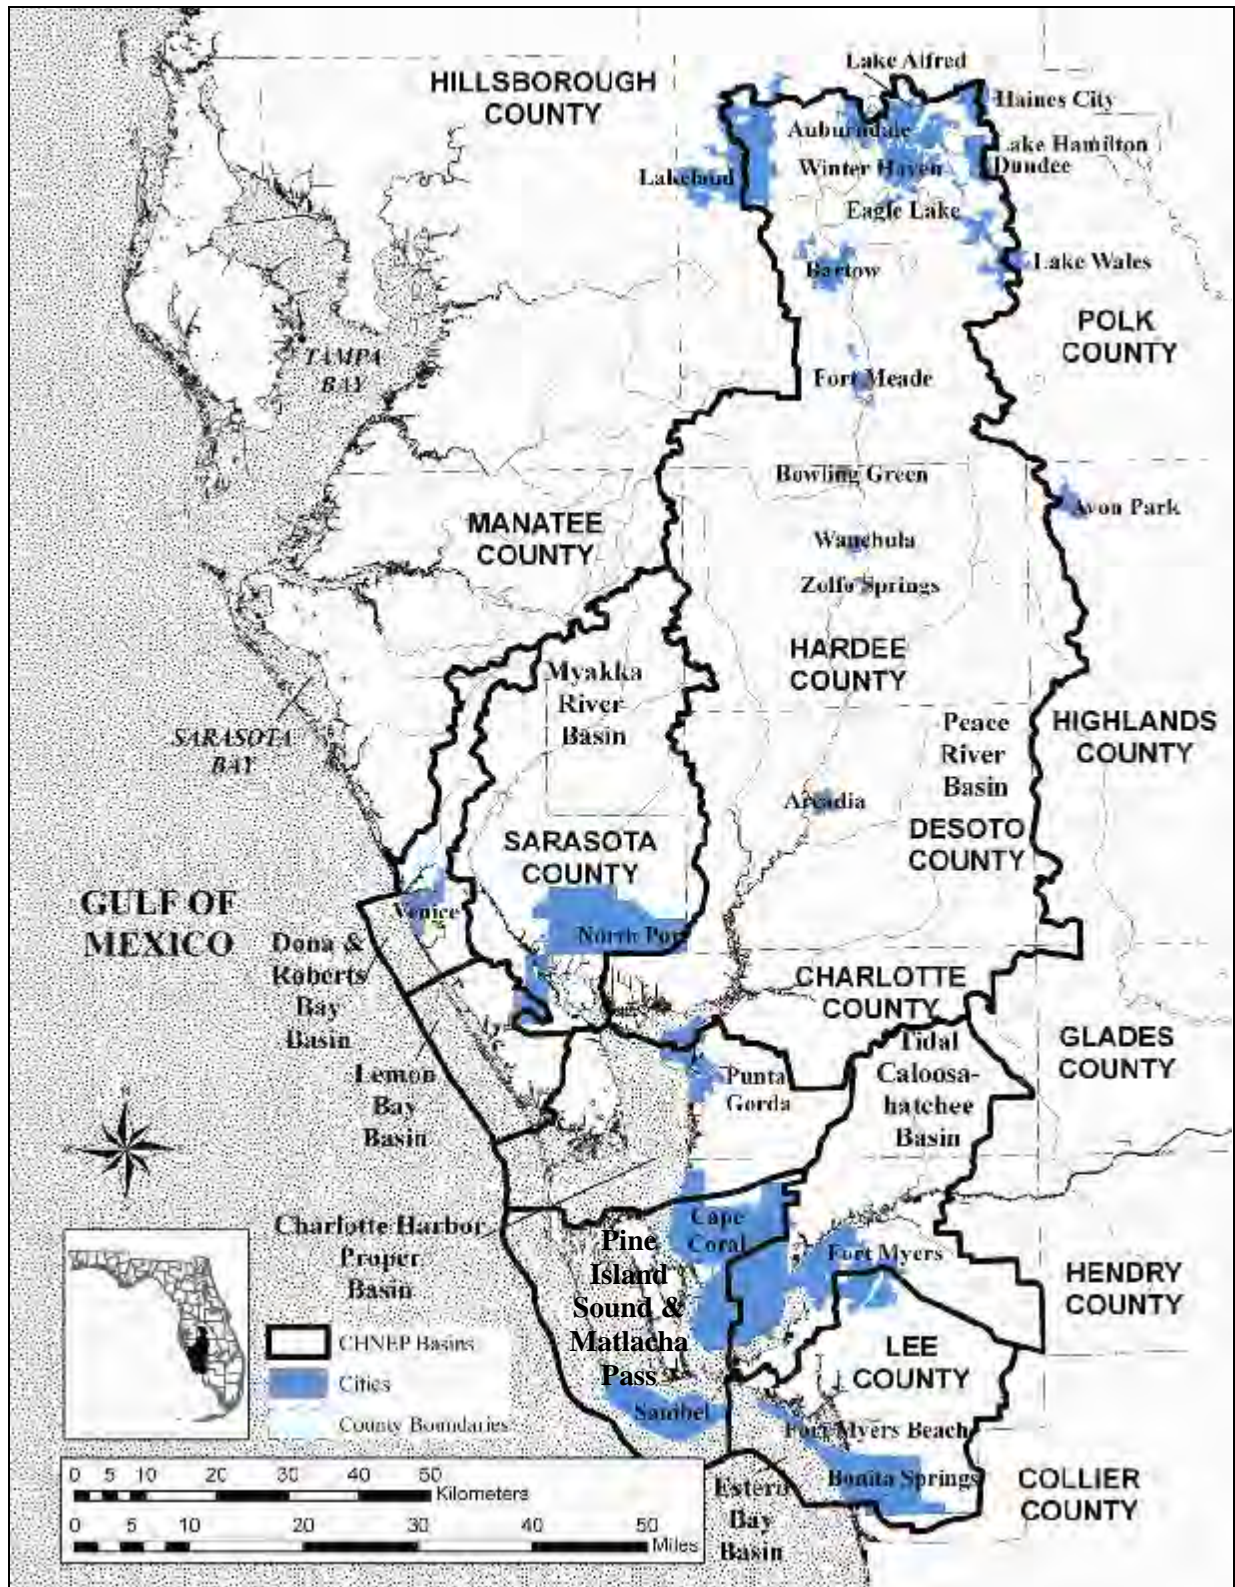 Lake Alfred
HILLSBOROUGH
COUNTY
Haines City
Auburndale
Lake Hamilton
Lakeland
Winter Haven
Dundee
Eagle Lake
Bartow
Lake Wales
POLK
COUNTY
TAMPA
BAY
Fort Meade
Bowling Green
Avon Park
MANATEE
COUNTY
Wauchula
Zolfo Springs
HARDEE
COUNTY
Myakka
River
Basin
Peace
River
Basin
HIGHLANDS
COUNTY
SARASOTA
BAY
Arcadia
SARASOTA
COUNTY
DESOTO
COUNTY
GULF OF
MEXICO
Venice
North Port
Dona &
Roberts
Bay
Basin
CHARLOTTE
COUNTY
GLADES
COUNTY
Tidal
Caloosa-
hatchee
Basin
Lemon
Bay
Basin
Punta
Gorda
Charlotte Harbor
Proper
Basin
Cape
Coral
Pine
Island
Sound &
Matlacha
Pass
Fort Myers
HENDRY
COUNTY
LEE
COUNTY
CHNEP Basins
Cities
County Boundaries
Sanibel
Fort Myers Beach
Bonita Springs
COLLIER
COUNTY
Estero
Bay
Basin
0 5 10 20 30 40 50
Kilometers
0 5 10 20 30 40 50
Miles